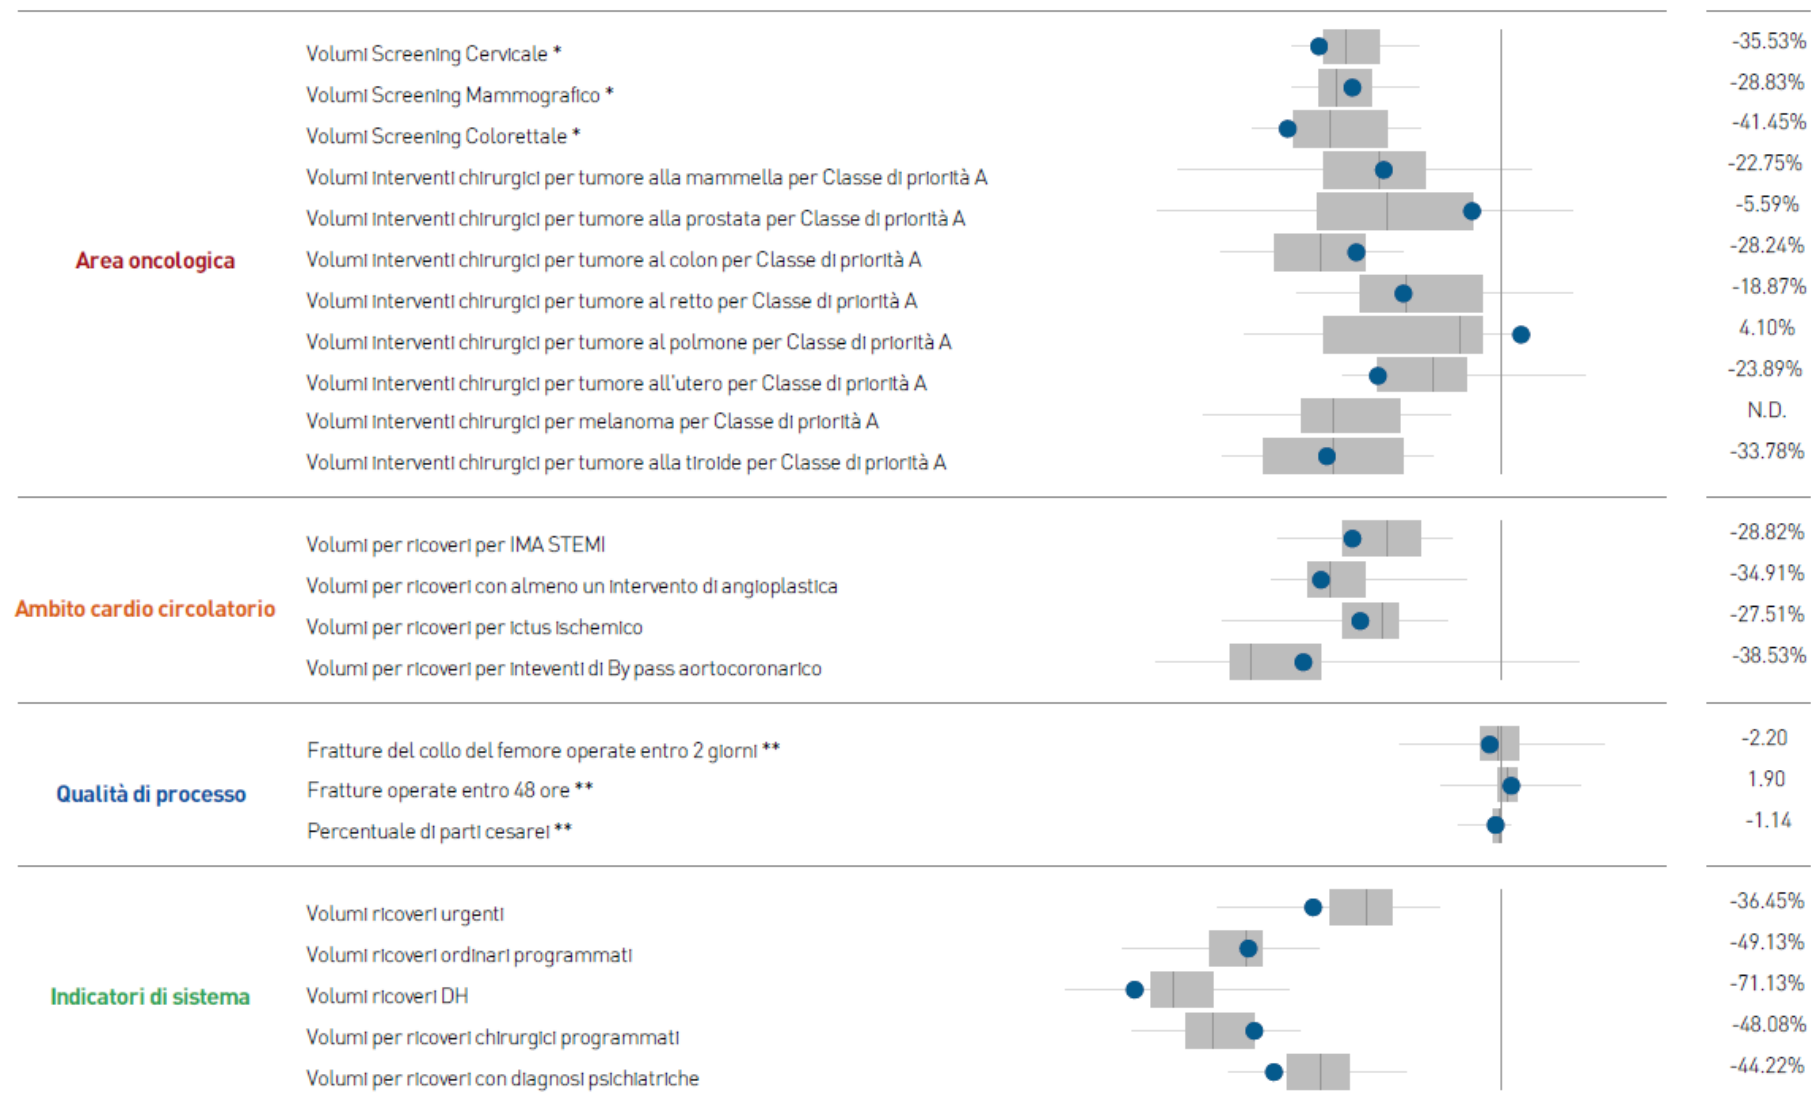 Area oncologica
Volumi Screening Cervicale * -35.53%
Volumi Screening Mammografico * -28.83%
Volumi Screening Colorettale * -41.45%
Volumi interventi chirurgici per tumore alla mammella per Classe di priorità A -22.75%
Volumi interventi chirurgici per tumore alla prostata per Classe di priorità A -5.59%
Volumi interventi chirurgici per tumore al colon per Classe di priorità A -28.24%
Volumi interventi chirurgici per tumore al retto per Classe di priorità A -18.87%
Volumi interventi chirurgici per tumore al polmone per Classe di priorità A 4.10%
Volumi interventi chirurgici per tumore all'utero per Classe di priorità A -23.89%
Volumi interventi chirurgici per melanoma per Classe di priorità A N.D.
Volumi interventi chirurgici per tumore alla tiroide per Classe di priorità A -33.78%
Ambito cardio circolatorio
Volumi per ricoveri per IMA STEMI -28.82%
Volumi per ricoveri con almeno un intervento di angioplastica -34.91%
Volumi per ricoveri per ictus ischemico -27.51%
Volumi per ricoveri per inteventi di By pass aortocoronarico -38.53%
Qualità di processo
Fratture del collo del femore operate entro 2 giorni ** -2.20
Fratture operate entro 48 ore ** 1.90
Percentuale di parti cesarei ** -1.14
Indicatori di sistema
Volumi ricoveri urgenti -36.45%
Volumi ricoveri ordinari programmati -49.13%
Volumi ricoveri DH -71.13%
Volumi per ricoveri chirurgici programmati -48.08%
Volumi per ricoveri con diagnosi psichiatriche -44.22%